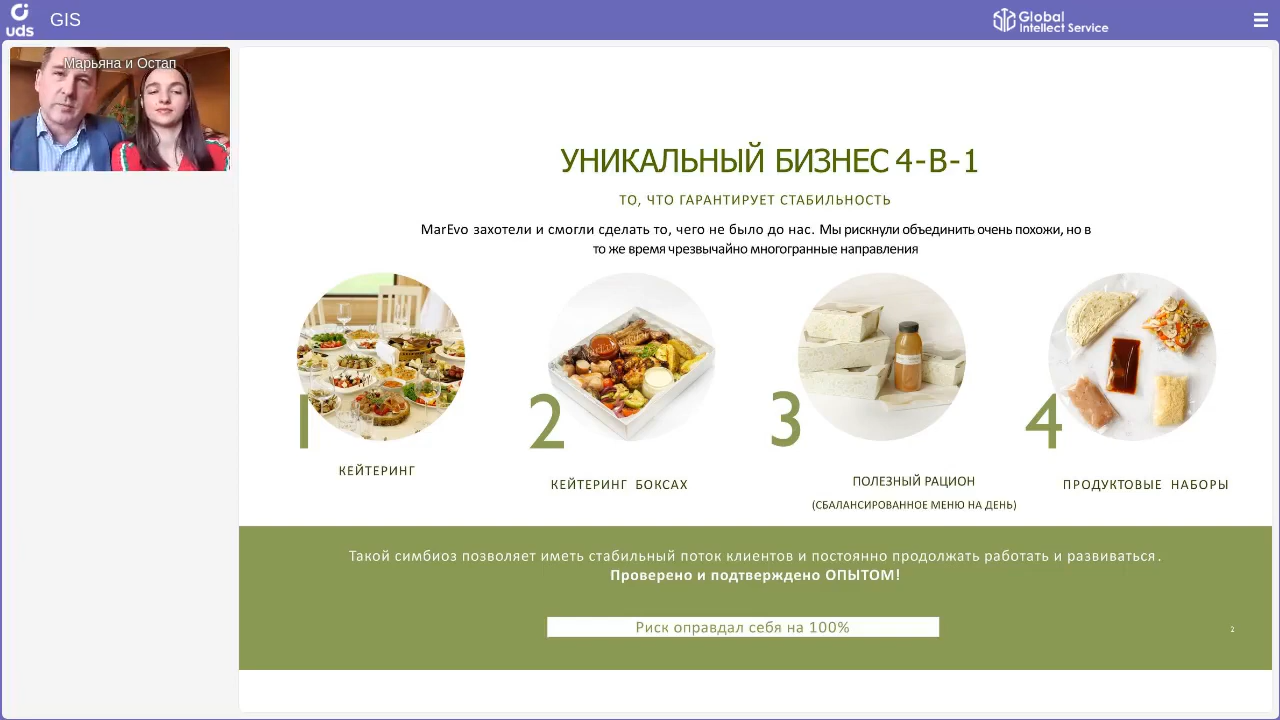 uds
GIS
Global
Intellect Service
Марьяна и Остап
УНИКАЛЬНЫЙ БИЗНЕС 4-В-1
ТО, ЧТО ГАРАНТИРУЕТ СТАБИЛЬНОСТЬ
MarEvo захотели и смогли сделать то, чего не было до нас. Мы рискнули объединить очень похожи, но в
то же время чрезвычайно многогранные направления
1
2
3
4
КЕЙТЕРИНГ
КЕЙТЕРИНГ БОКСАХ
ПОЛЕЗНЫЙ РАЦИОН
(СБАЛАНСИРОВАННОЕ МЕНЮ НА ДЕНЬ)
ПРОДУКТОВЫЕ НАБОРЫ
Такой симбиоз позволяет иметь стабильный поток клиентов и постоянно продолжать работать и развиваться.
Проверено и подтверждено ОПЫТОМ!
Риск оправдал себя на 100%
2